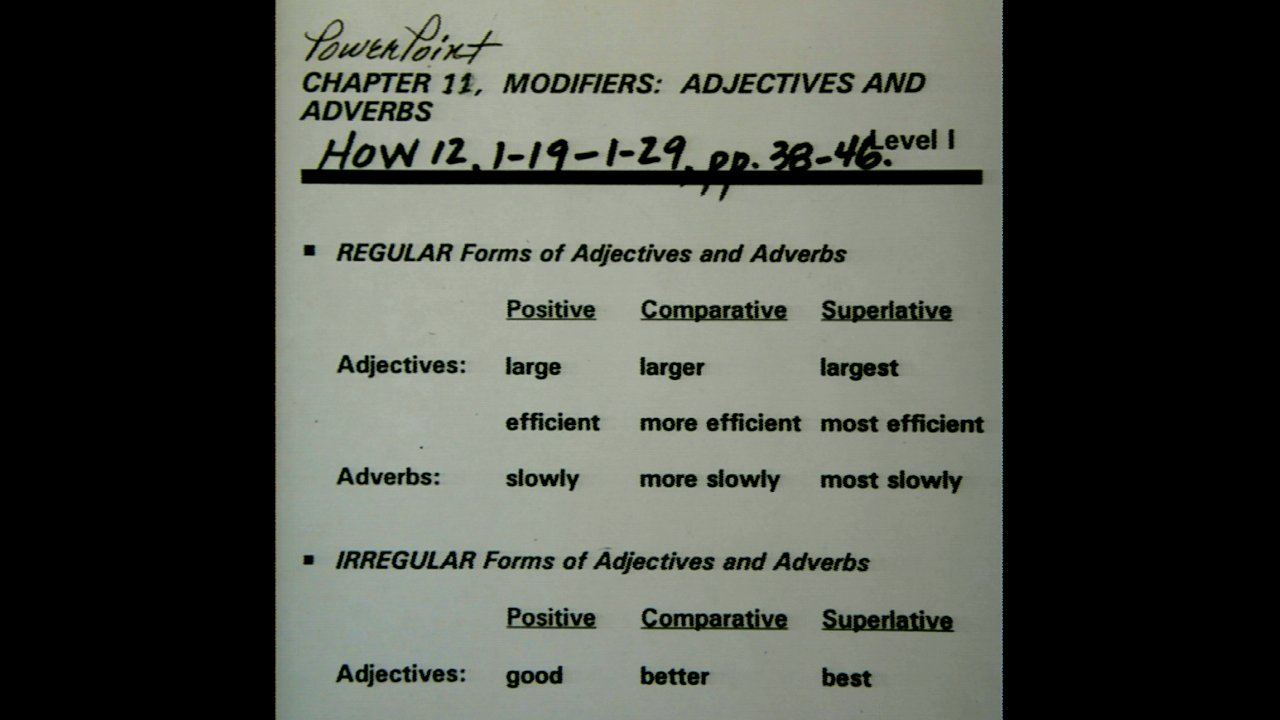 PowerPoint
CHAPTER 11, MODIFIERS: ADJECTIVES AND
ADVERBS
Level I
HOW 12, 1-19-1-29, pp. 38-46.
▪ REGULAR Forms of Adjectives and Adverbs
Positive Comparative Superlative
Adjectives: large larger largest
efficient more efficient most efficient
Adverbs: slowly more slowly most slowly
▪ IRREGULAR Forms of Adjectives and Adverbs
Positive Comparative Superlative
Adjectives: good better best